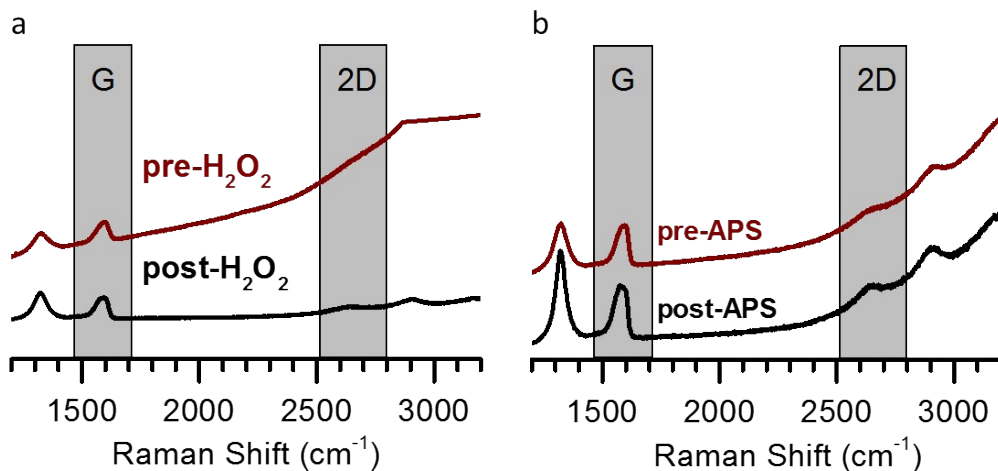 a
G
2D
pre-H₂O₂
post-H₂O₂
1500 2000 2500 3000
Raman Shift (cm⁻¹)
b
G
2D
pre-APS
post-APS
1500 2000 2500 3000
Raman Shift (cm⁻¹)